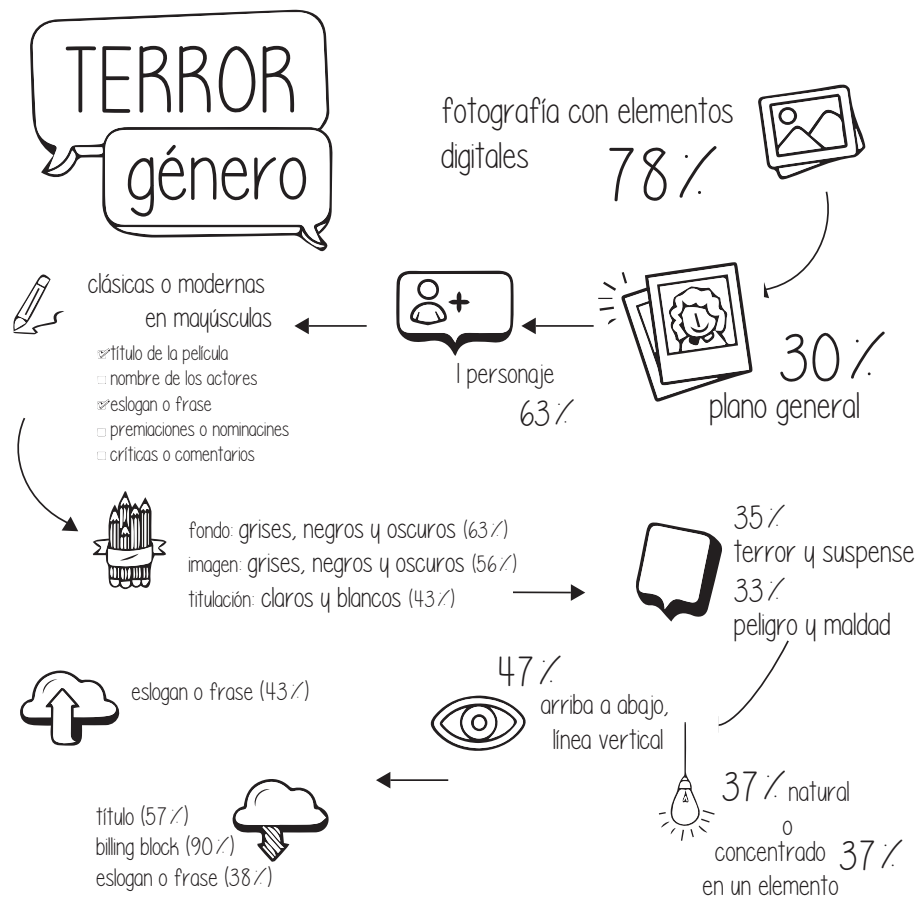 TERROR
género
fotografía con elementos
digitales
78%
30%
plano general
1 personaje
63%
clásicas o modernas
en mayúsculas
título de la película
nombre de los actores
eslogan o frase
premiaciones o nominacines
críticas o comentarios
fondo: grises, negros y oscuros (63%)
imagen: grises, negros y oscuros (56%)
titulación: claros y blancos (43%)
35%
terror y suspense
33%
peligro y maldad
37% natural
o
concentrado 37%
en un elemento
47%
arriba a abajo,
línea vertical
eslogan o frase (43%)
título (57%)
billing block (90%)
eslogan o frase (38%)